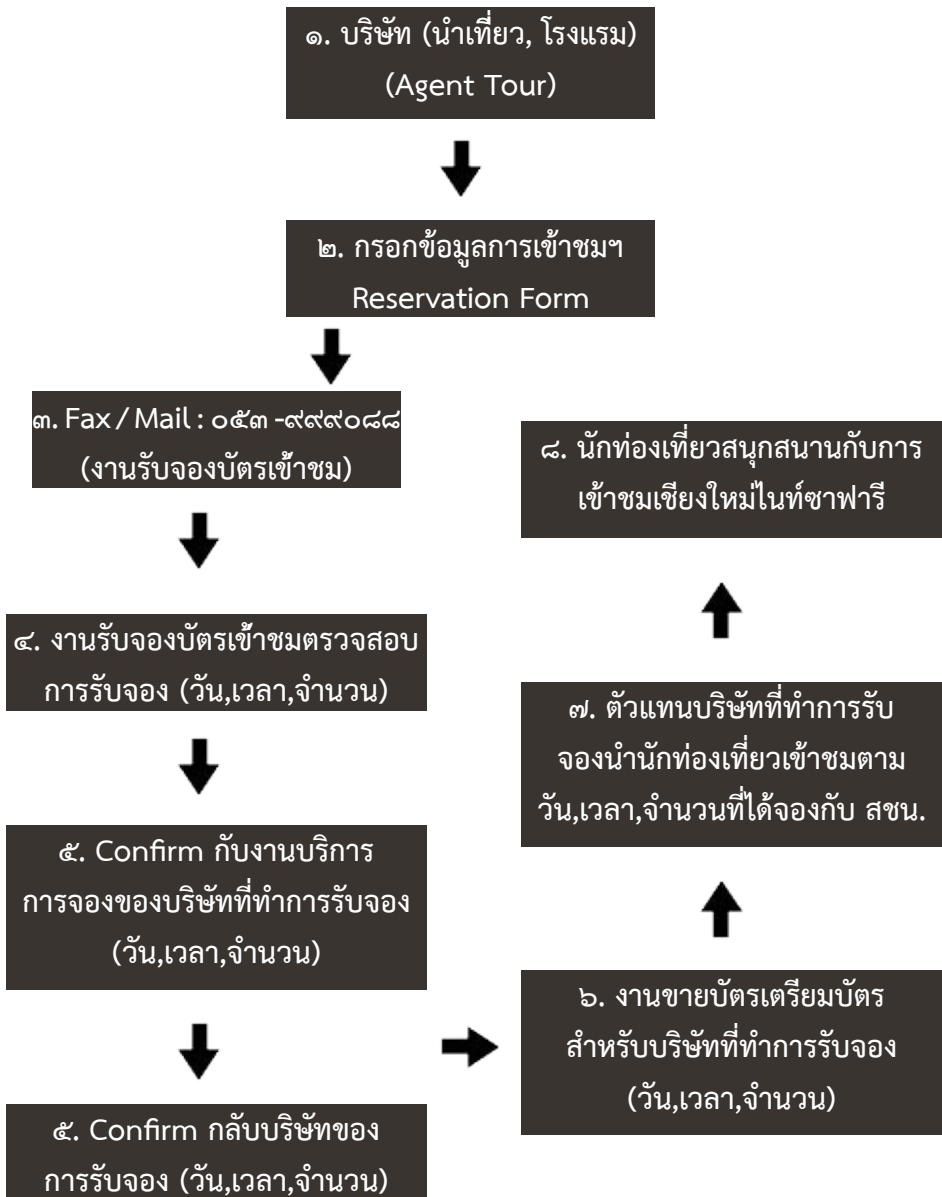 ๑. บริษัท (นำเที่ยว, โรงแรม)
(Agent Tour)
๒. กรอกข้อมูลการเข้าชมฯ
Reservation Form
๓. Fax / Mail : ๐๕๓ -๙๙๙๐๘๘
(งานรับจองบัตรเข้าชม)
๔. งานรับจองบัตรเข้าชมตรวจสอบ
การรับจอง (วัน,เวลา,จำนวน)
๕. Confirm กับงานบริการ
การจองของบริษัทที่ทำการรับจอง
(วัน,เวลา,จำนวน)
๕. Confirm กลับบริษัทของ
การรับจอง (วัน,เวลา,จำนวน)
๖. งานขายบัตรเตรียมบัตร
สำหรับบริษัทที่ทำการรับจอง
(วัน,เวลา,จำนวน)
๗. ตัวแทนบริษัทที่ทำการรับ
จองนำนักท่องเที่ยวเข้าชมตาม
วัน,เวลา,จำนวนที่ได้จองกับ สชน.
๘. นักท่องเที่ยวสนุกสนานกับการ
เข้าชมเชียงใหม่ไนท์ซาฟารี